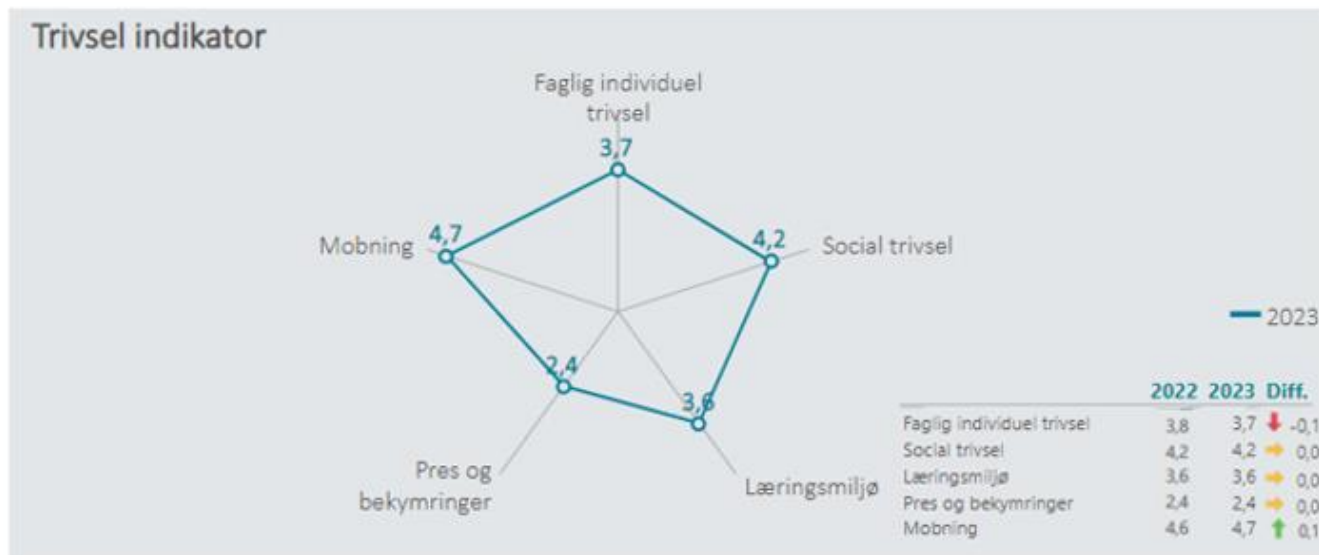 Trivsel indikator
Faglig individuel
trivsel
3,7
4,7
Mobning
4,2
Social trivsel
2023
2,4
3,6
Pres og
bekymringer
Læringsmiljø
2022 2023 Diff.
Faglig individuel trivsel 3,8 3,7 -0,1
Social trivsel 4,2 4,2 0,0
Læringsmiljø 3,6 3,6 0,0
Pres og bekymringer 2,4 2,4 0,0
Mobning 4,6 4,7 0,1